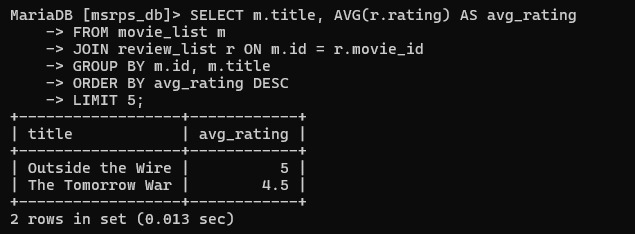 MariaDB [msrps_db]> SELECT m.title, AVG(r.rating) AS avg_rating
    -> FROM movie_list m
    -> JOIN review_list r ON m.id = r.movie_id
    -> GROUP BY m.id, m.title
    -> ORDER BY avg_rating DESC
    -> LIMIT 5;
+------------------+------------+
| title            | avg_rating |
+------------------+------------+
| Outside the Wire |          5 |
| The Tomorrow War |        4.5 |
+------------------+------------+
2 rows in set (0.013 sec)